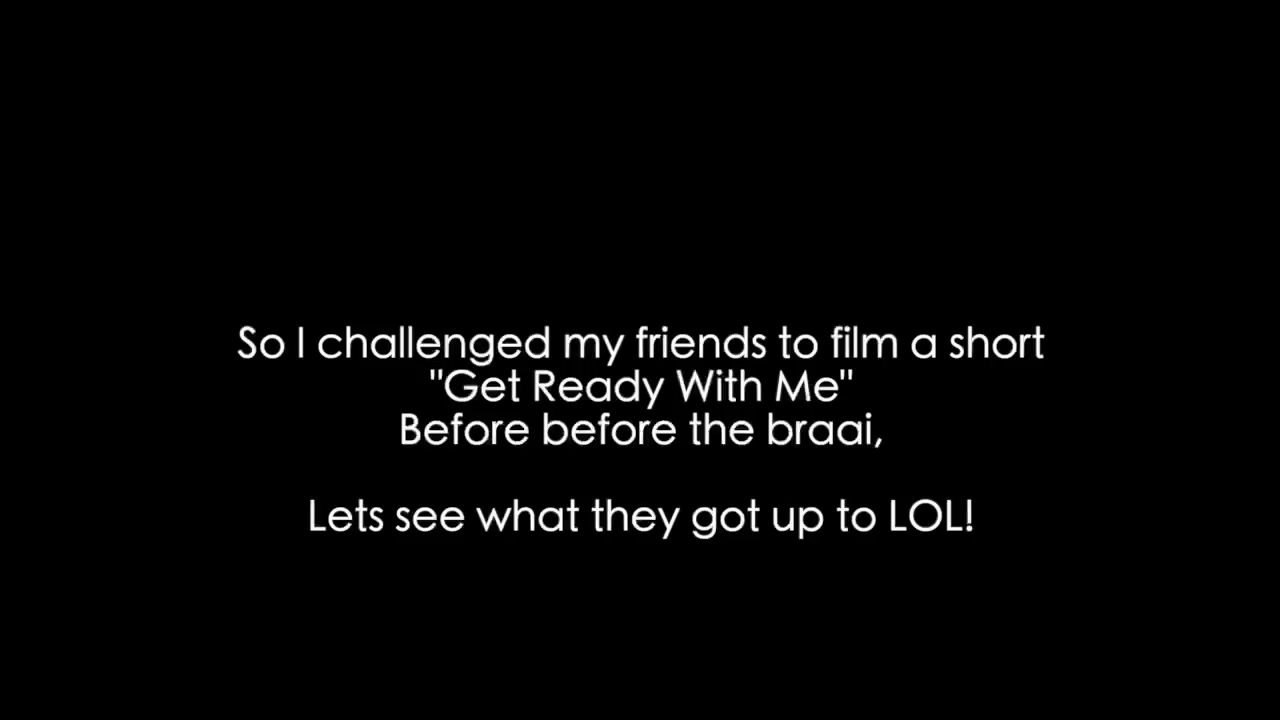 So I challenged my friends to film a short
"Get Ready With Me"
Before before the braai,
Lets see what they got up to LOL!